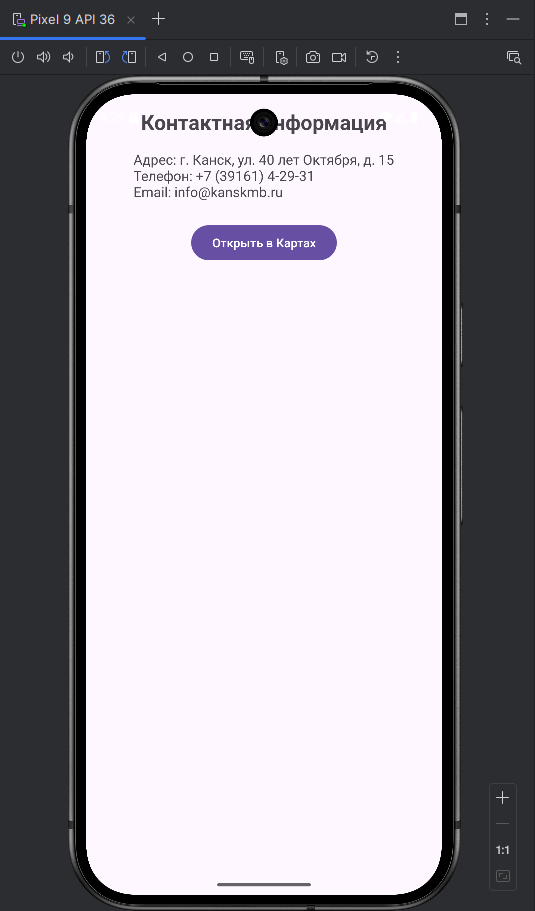 Pixel 9 API 36
Контактная нформация
Адрес: г. Канск, ул. 40 лет Октября, д. 15
Телефон: +7 (39161) 4-29-31
Email: info@kanskmb.ru
Открыть в Картах
1:1